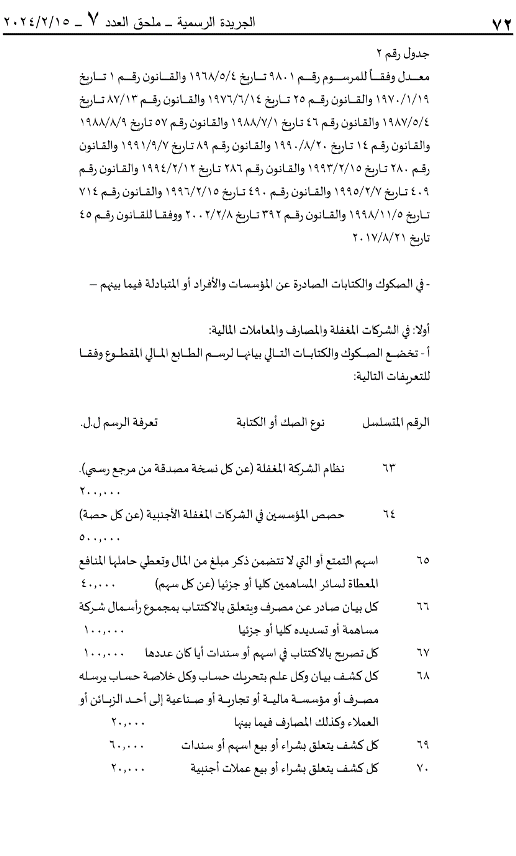 ٧٢ الجريدة الرسمية – ملحق العدد ٧ – ٢٠٢٤/٢/١٥
جدول رقم ٢
معدل وفقاً للمرسوم رقم ٩٨٠١ تاريخ ١٩٦٨/٥/٤ والقانون رقم ١ تاريخ
١٩٧٠/١/١٩ والقانون رقم ٢٥ تاريخ ١٩٧٦/٦/١٤ والقانون رقم ٨٧/١٣ تاريخ
١٩٨٧/٥/٤ والقانون رقم ٤٦ تاريخ ١٩٨٨/٧/١ والقانون رقم ٥٧ تاريخ ١٩٨٨/٨/٩
والقانون رقم ١٤ تاريخ ١٩٩٠/٨/٢٠ والقانون رقم ٨٩ تاريخ ١٩٩١/٩/٧ والقانون
رقم ٢٨٠ تاريخ ١٩٩٣/٢/١٥ والقانون رقم ٢٨٦ تاريخ ١٩٩٤/٢/١٢ والقانون رقم
٤٠٩ تاريخ ١٩٩٥/٢/٧ والقانون رقم ٤٩٠ تاريخ ١٩٩٦/٢/١٥ والقانون رقم ٧١٤
تاريخ ١٩٩٨/١١/٥ والقانون رقم ٣٩٢ تاريخ ٢٠٠٢/٢/٨ ووفقا للقانون رقم ٤٥
تاريخ ٢٠١٧/٨/٢١
- في الصكوك والكتابات الصادرة عن المؤسسات والأفراد أو المتبادلة فيما بينهم –
أولا: في الشركات المغفلة والمصارف والمعاملات المالية:
أ - تخضع الصكوك والكتابات التالي بيانها لرسم الطابع المالي المقطوع وفقا
للتعريفات التالية:
الرقم المتسلسل نوع الصك أو الكتابة تعرفة الرسم ل.ل.
٦٣ نظام الشركة المغفلة (عن كل نسخة مصدقة من مرجع رسمي).
٢٠٠,٠٠٠
٦٤ حصص المؤسسين في الشركات المغفلة الأجنبية (عن كل حصة)
٥٠٠,٠٠٠
٦٥ اسهم التمتع أو التي لا تتضمن ذكر مبلغ من المال وتعطي حاملها المنافع
المعطاة لسائر المساهمين كليا أو جزئيا (عن كل سهم) ٤٠,٠٠٠
٦٦ كل بيان صادر عن مصرف ويتعلق بالاكتتاب بمجموع رأسمال شركة
مساهمة أو تسديده كليا أو جزئيا ١٠٠,٠٠٠
٦٧ كل تصريح بالاكتتاب في اسهم أو سندات أيا كان عددها ١٠٠,٠٠٠
٦٨ كل كشف بيان وكل علم بتحريك حساب وكل خلاصة حساب يرسله
مصرف أو مؤسسة مالية أو تجارية أو صناعية إلى أحد الزبائن أو
العملاء وكذلك المصارف فيما بينها ٢٠,٠٠٠
٦٩ كل كشف يتعلق بشراء أو بيع اسهم أو سندات ٦٠,٠٠٠
٧٠ كل كشف يتعلق بشراء أو بيع عملات أجنبية ٢٠,٠٠٠